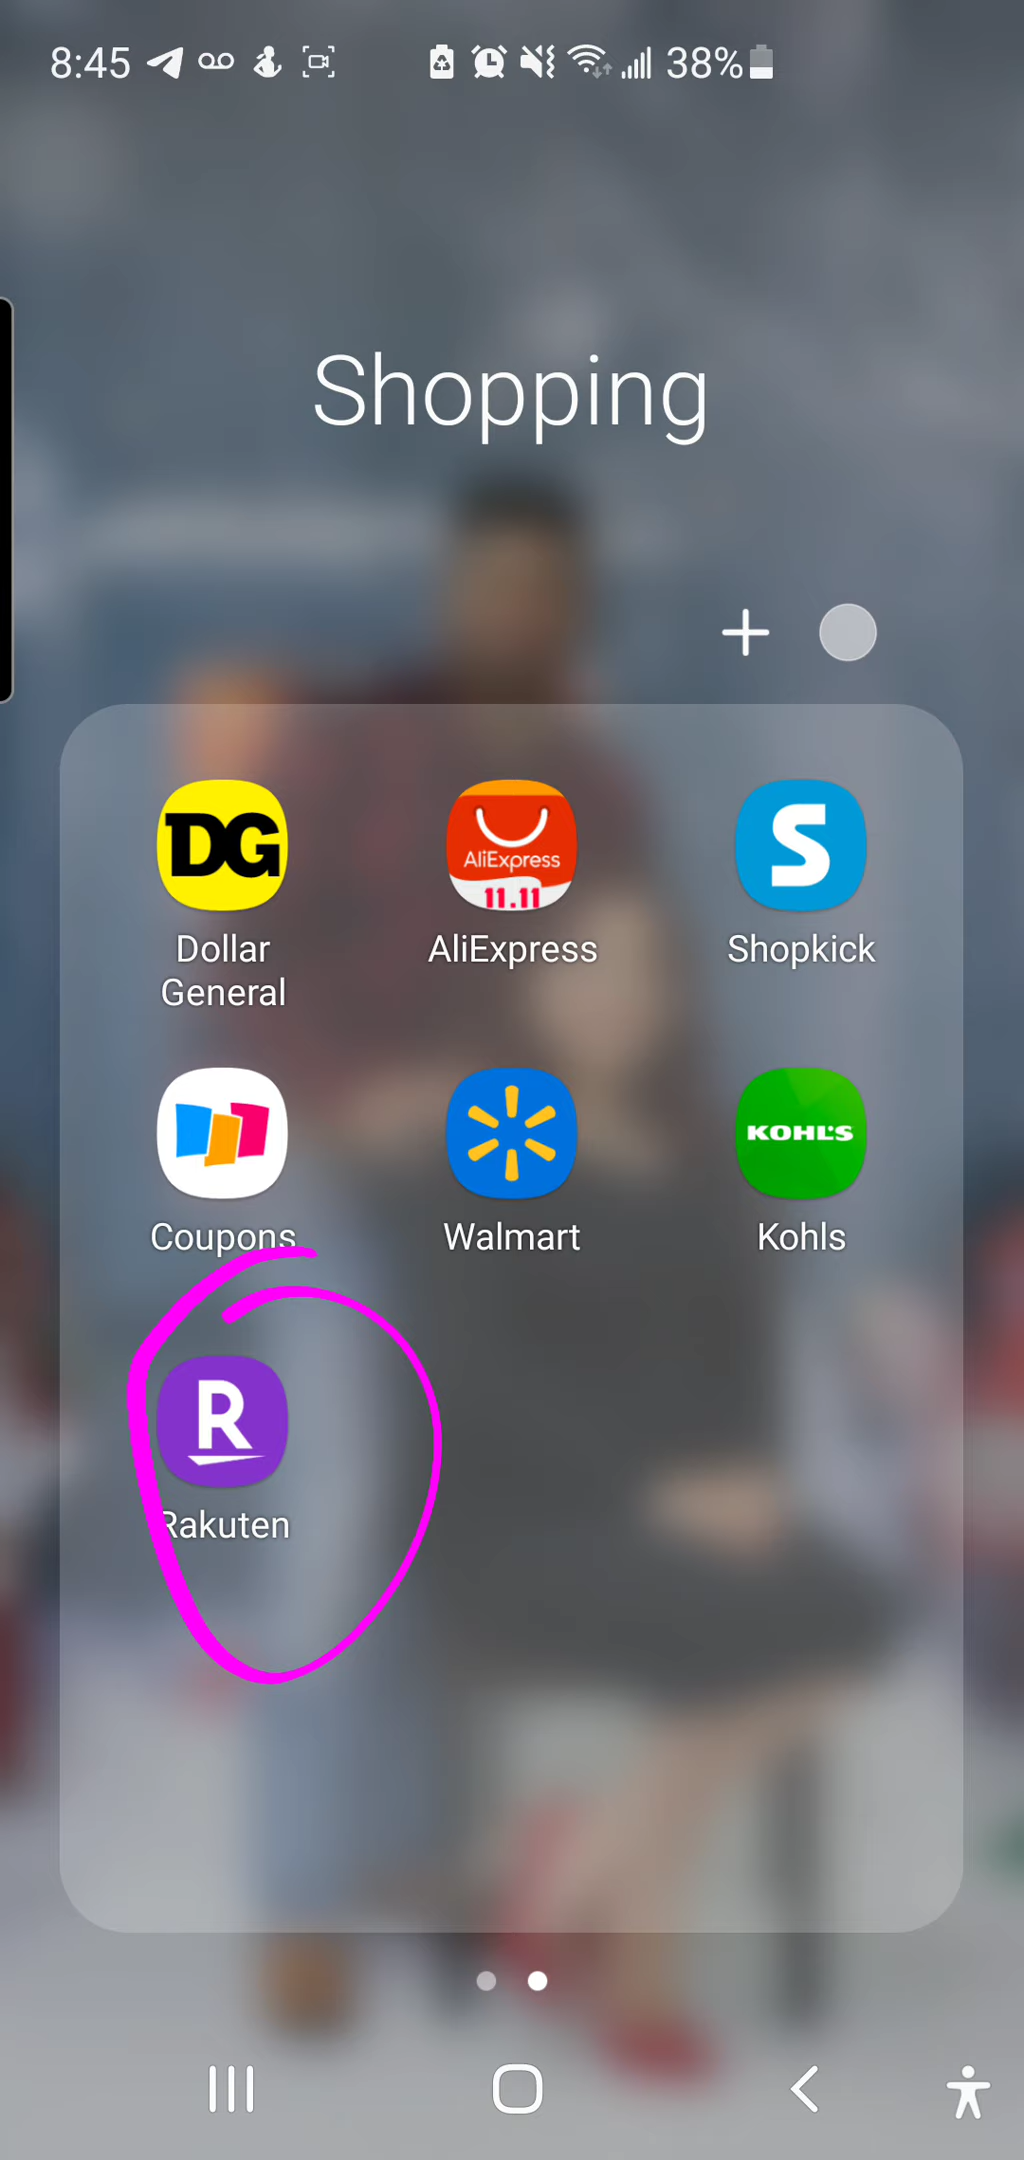 8:45 38%
Shopping
DG
AliExpress
11.11
S
Dollar
General
AliExpress
Shopkick
KOHL'S
Coupons
Walmart
Kohls
R
Rakuten